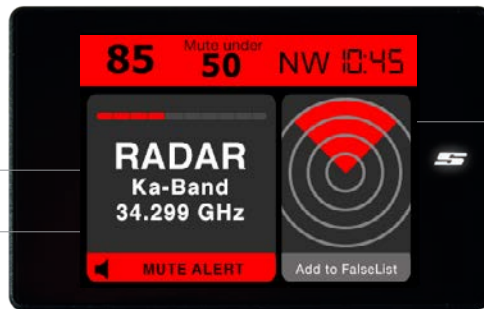 85
Mute under
50
NW 10:45
RADAR
Ka-Band
34.299 GHz
MUTE ALERT
Add to FalseList